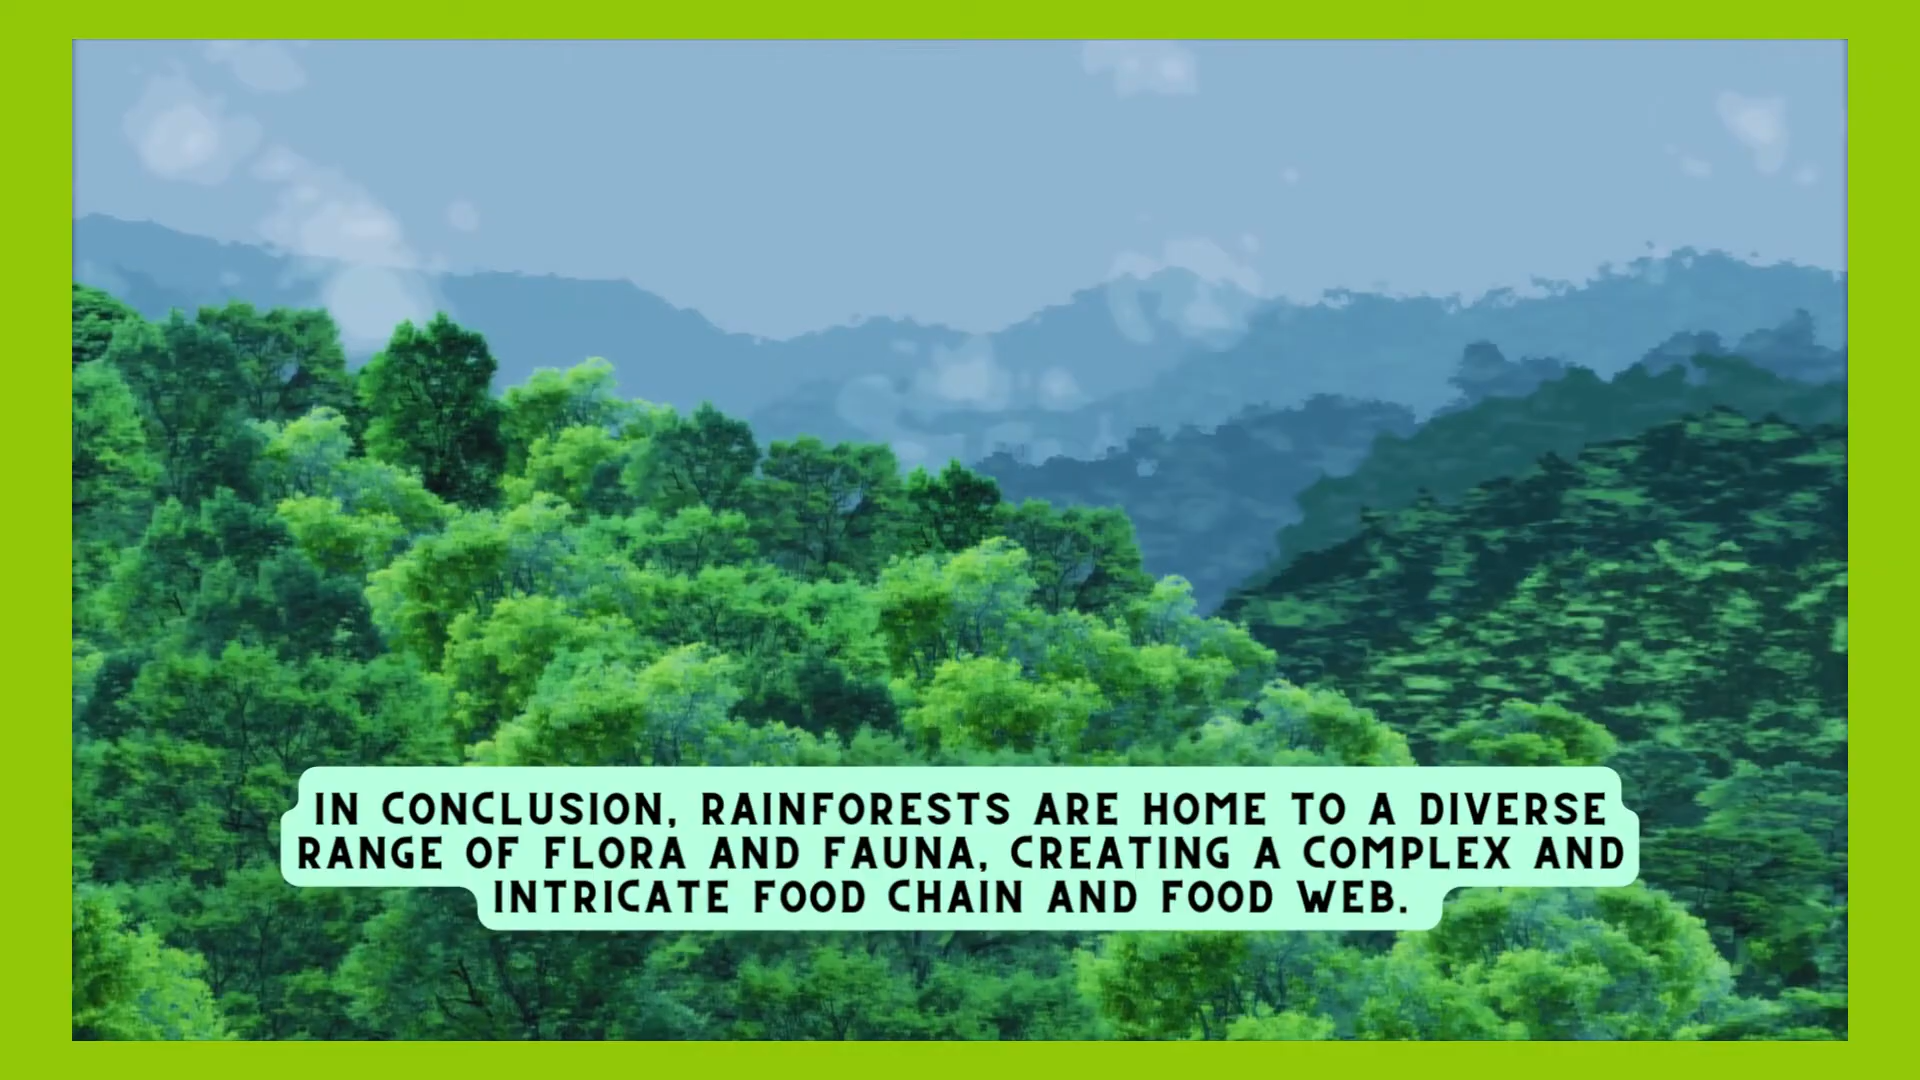 IN CONCLUSION, RAINFORESTS ARE HOME TO A DIVERSE
RANGE OF FLORA AND FAUNA, CREATING A COMPLEX AND
INTRICATE FOOD CHAIN AND FOOD WEB.